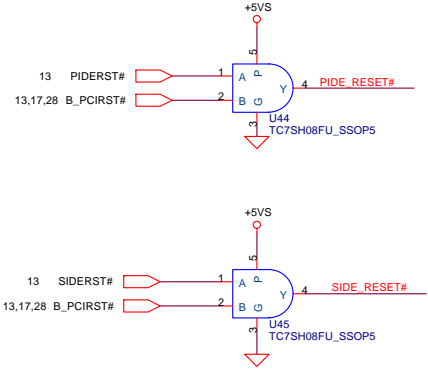 +5VS
5
13 PIDERST# 1 A P
Y 4 PIDE_RESET#
13,17,28 B_PCIRST# 2 B G
3
U44
TC7SH08FU_SSOP5
+5VS
5
13 SIDERST# 1 A P
Y 4 SIDE_RESET#
13,17,28 B_PCIRST# 2 B G
3
U45
TC7SH08FU_SSOP5